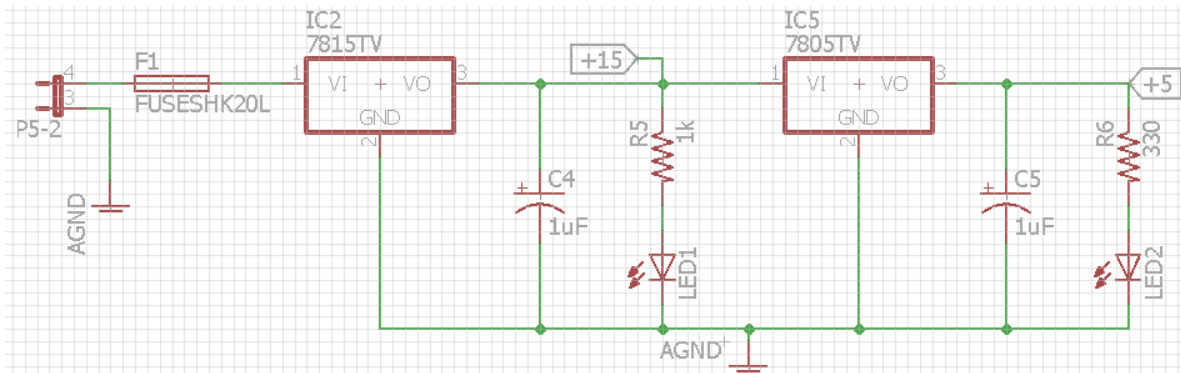 IC2
7815TV
IC5
7805TV
F1
FUSESHK20L
4
3
P5-2
AGND
1
VI + VO
3
GND
2
+15
R5
1k
C4
+
1uF
LED1
1
VI + VO
3
GND
2
+5
R6
330
C5
+
1uF
LED2
AGND